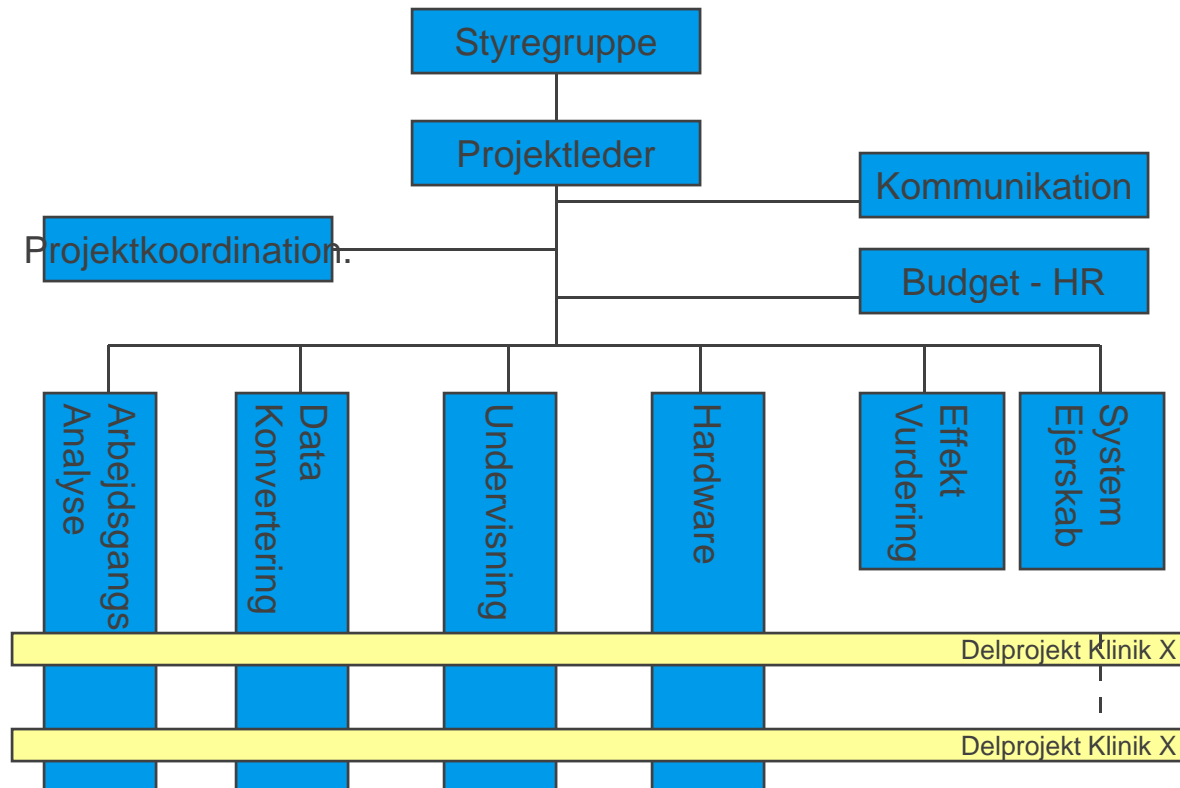 Styregruppe
Projektleder
Kommunikation
Projektkoordination.
Budget - HR
Arbejdsgangs
Analyse
Data
Konvertering
Undervisning
Hardware
Effekt
Vurdering
System
Ejerskab
Delprojekt Klinik X
Delprojekt Klinik X